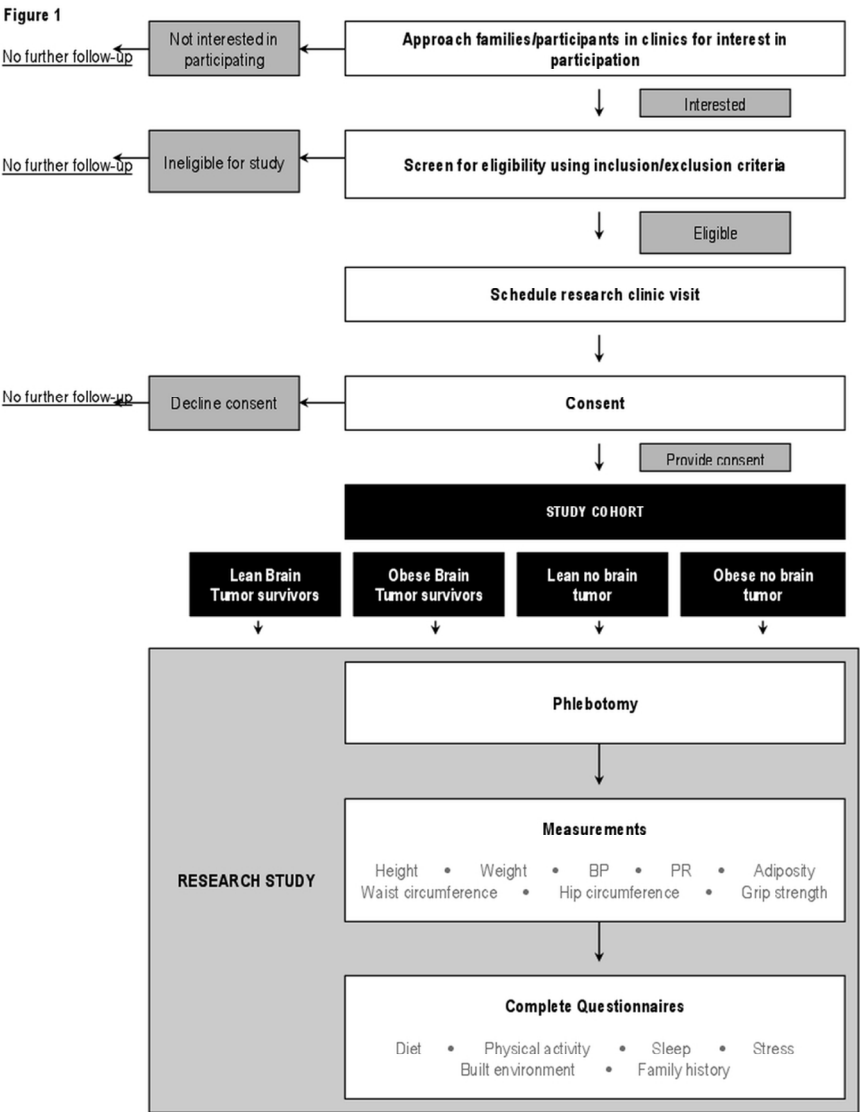 Figure 1
Approach families/participants in clinics for interest in
participation
Not interested in
participating
No further follow-up
Interested
Screen for eligibility using inclusion/exclusion criteria
Ineligible for study
No further follow-up
Eligible
Schedule research clinic visit
Consent
Decline consent
No further follow-up
Provide consent
STUDY COHORT
Lean Brain
Tumor survivors
Obese Brain
Tumor survivors
Lean no brain
tumor
Obese no brain
tumor
RESEARCH STUDY
Phlebotomy
Measurements
Height • Weight • BP • PR • Adiposity
Waist circumference • Hip circumference • Grip strength
Complete Questionnaires
Diet • Physical activity • Sleep • Stress
Built environment • Family history